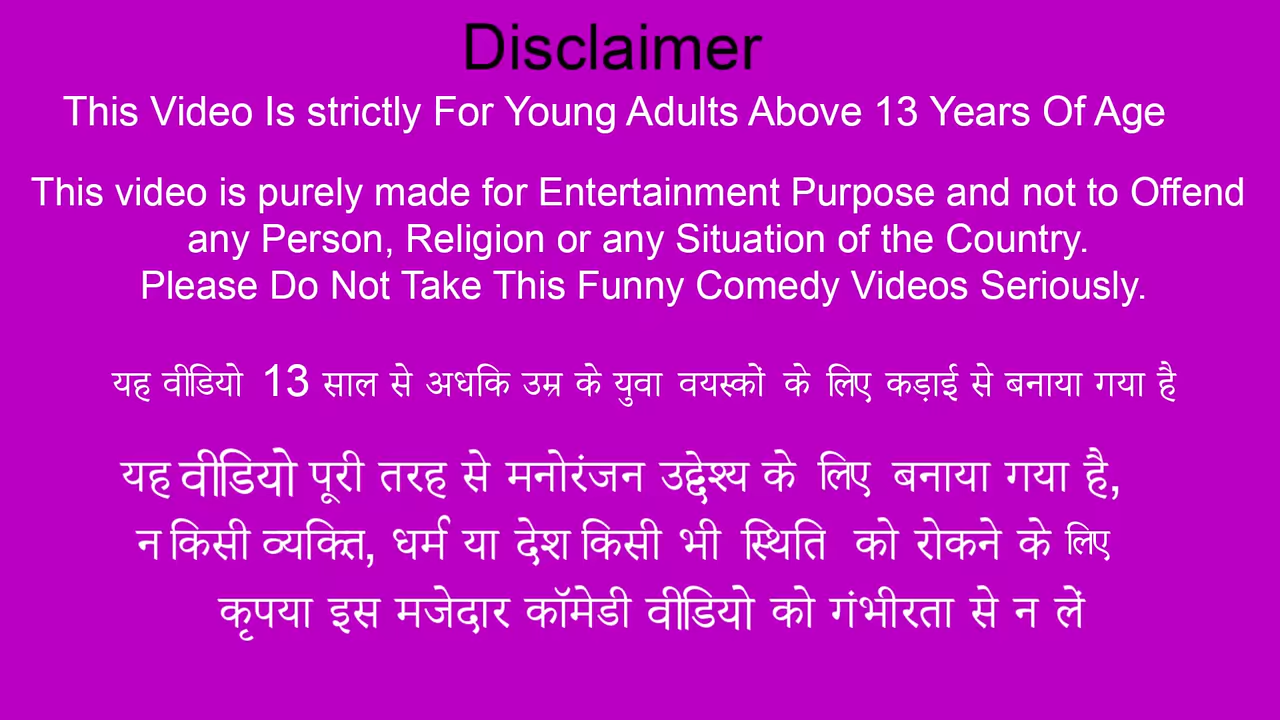 Disclaimer
This Video Is strictly For Young Adults Above 13 Years Of Age
This video is purely made for Entertainment Purpose and not to Offend
any Person, Religion or any Situation of the Country.
Please Do Not Take This Funny Comedy Videos Seriously.
यह वीडियो 13 साल से अधकि उम्र के युवा वयस्कों के लिए कड़ाई से बनाया गया है
यह वीडियो पूरी तरह से मनोरंजन उद्देश्य के लिए बनाया गया है,
न किसी व्यक्ति, धर्म या देश किसी भी स्थिति को रोकने के लिए
कृपया इस मजेदार कॉमेडी वीडियो को गंभीरता से न लें